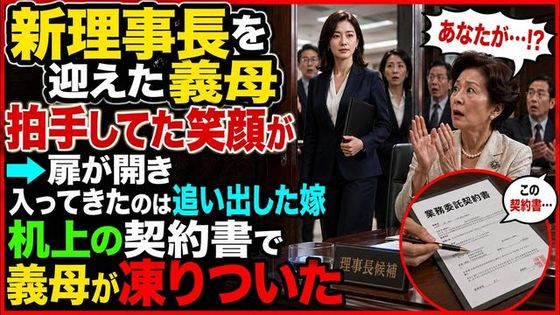 新理事長を
迎えた義母
拍手してた笑顔が
➡扉が開き
入ってきたのは追い出した嫁
机上の契約書で
義母が凍りついた
あなたが…!?
この
契約書…
業務委託契約書
理事長候補